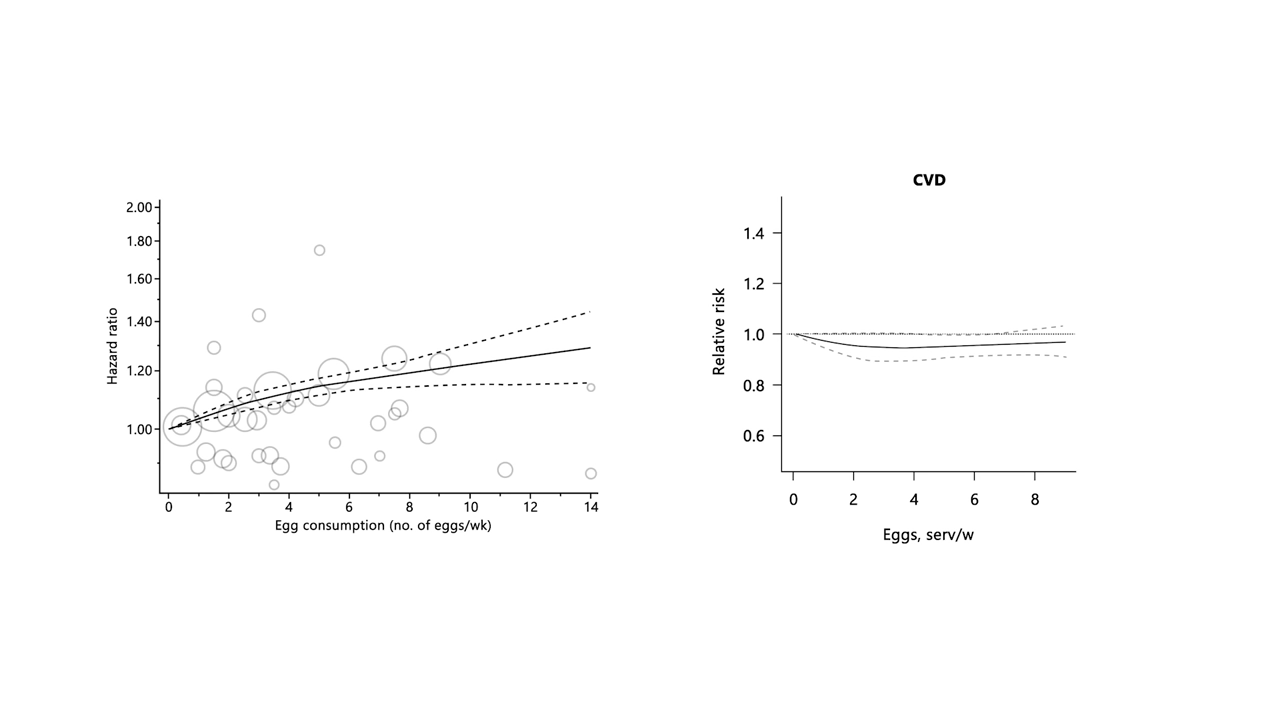 2.00
1.80
1.60
1.40
1.20
1.00
Hazard ratio
0 2 4 6 8 10 12 14
Egg consumption (no. of eggs/wk)
CVD
1.4
1.2
1.0
0.8
0.6
Relative risk
0 2 4 6 8
Eggs, serv/w